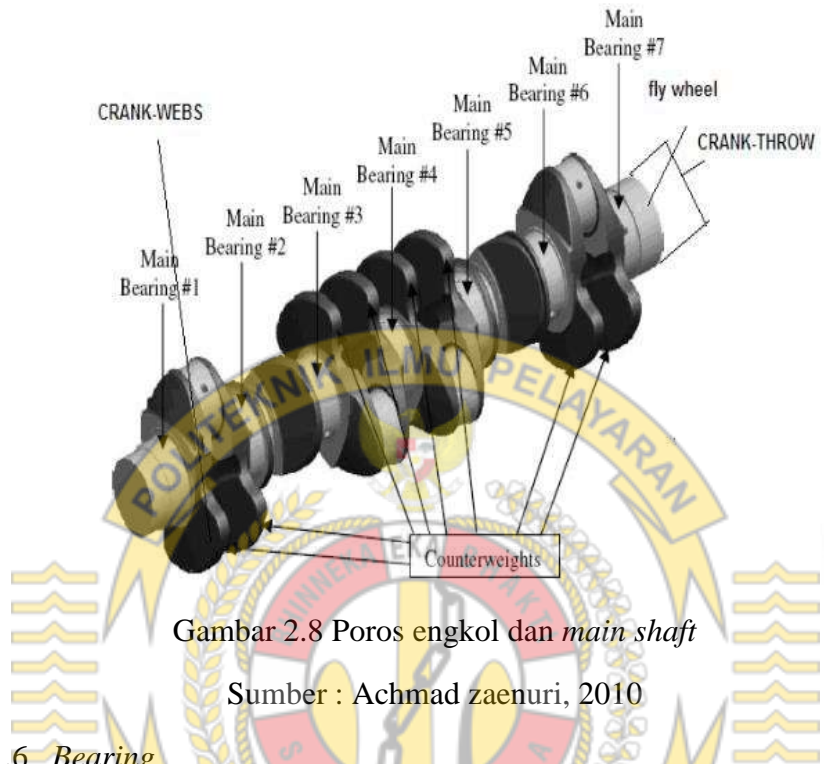 Main
Bearing #7
Main
Bearing #6
fly wheel
Main
Bearing #5
CRANK-WEBS
CRANK-THROW
Main
Bearing #4
Main
Bearing #3
Main
Bearing #2
Main
Bearing #1
POLITEKNIK ILMU PELAYARAN
Counterweights
Gambar 2.8 Poros engkol dan main shaft
Sumber : Achmad zaenuri, 2010
6. Bearing